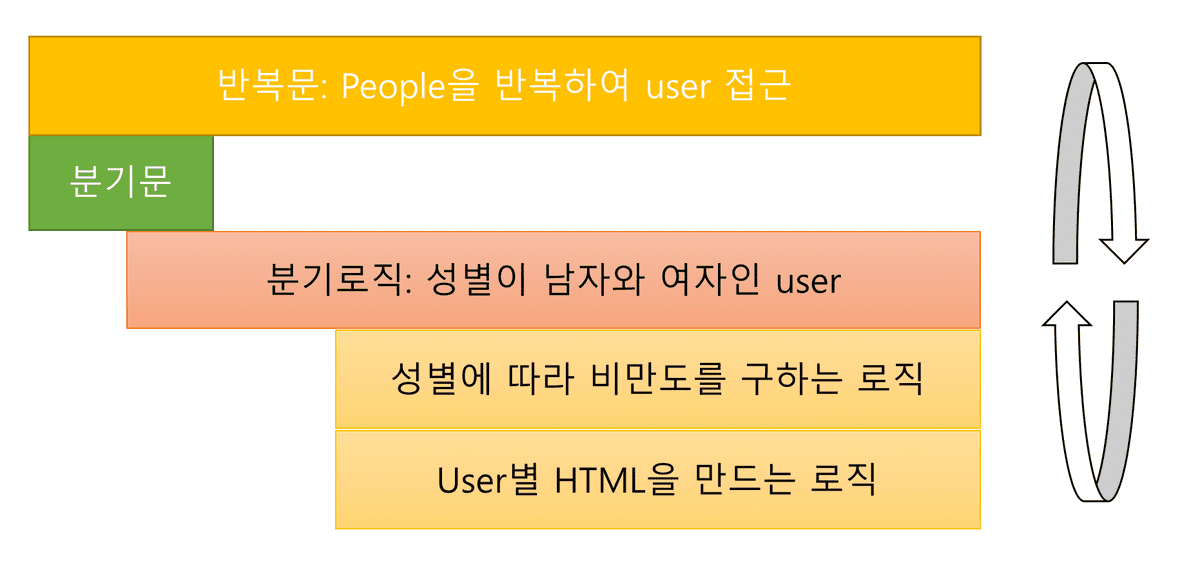 반복문: People을 반복하여 user 접근
분기문
분기로직: 성별이 남자와 여자인 user
성별에 따라 비만도를 구하는 로직
User별 HTML을 만드는 로직